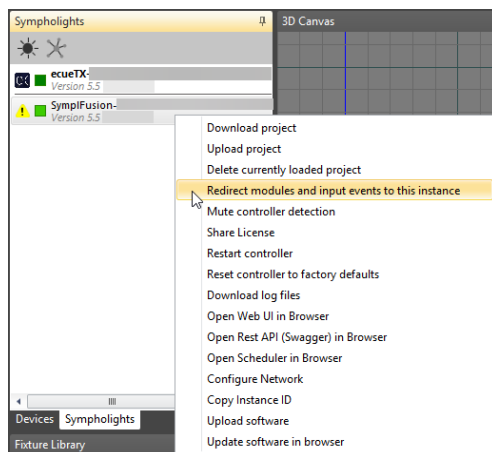 Sympholights
3D Canvas
ecueTX-
Version 5.5
SymplFusion-
Version 5.5
Download project
Upload project
Delete currently loaded project
Redirect modules and input events to this instance
Mute controller detection
Share License
Restart controller
Reset controller to factory defaults
Download log files
Open Web UI in Browser
Open Rest API (Swagger) in Browser
Open Scheduler in Browser
Configure Network
Copy Instance ID
Upload software
Update software in browser
Devices Sympholights
Fixture Library